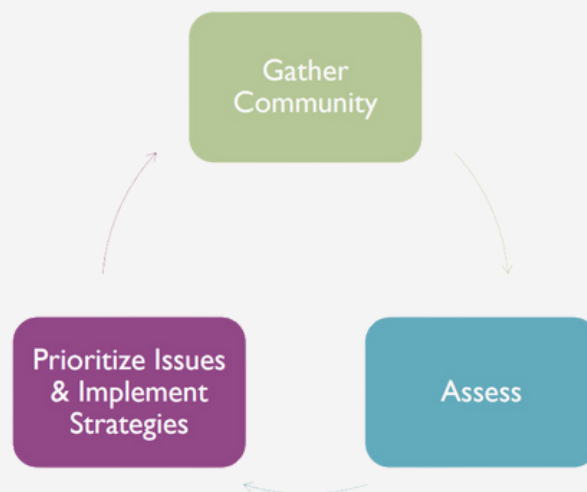 Gather
Community
Assess
Prioritize Issues
& Implement
Strategies